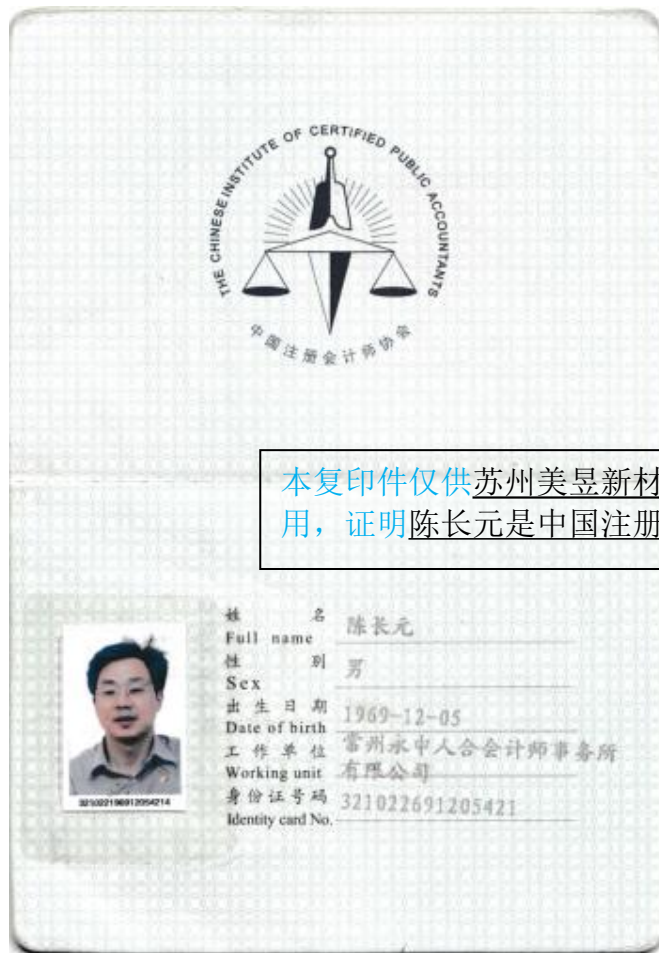 THE CHINESE INSTITUTE OF CERTIFIED PUBLIC ACCOUNTANTS
中国注册会计师协会
本复印件仅供苏州美昱新材
用，证明陈长元是中国注册
姓 名
Full name
陈长元
性 别
Sex
男
出生日期
Date of birth
1969-12-05
工作单位
Working unit
常州永中人合会计师事务所
有限公司
身份证号码
Identity card No.
321022691205421
321022196912054214